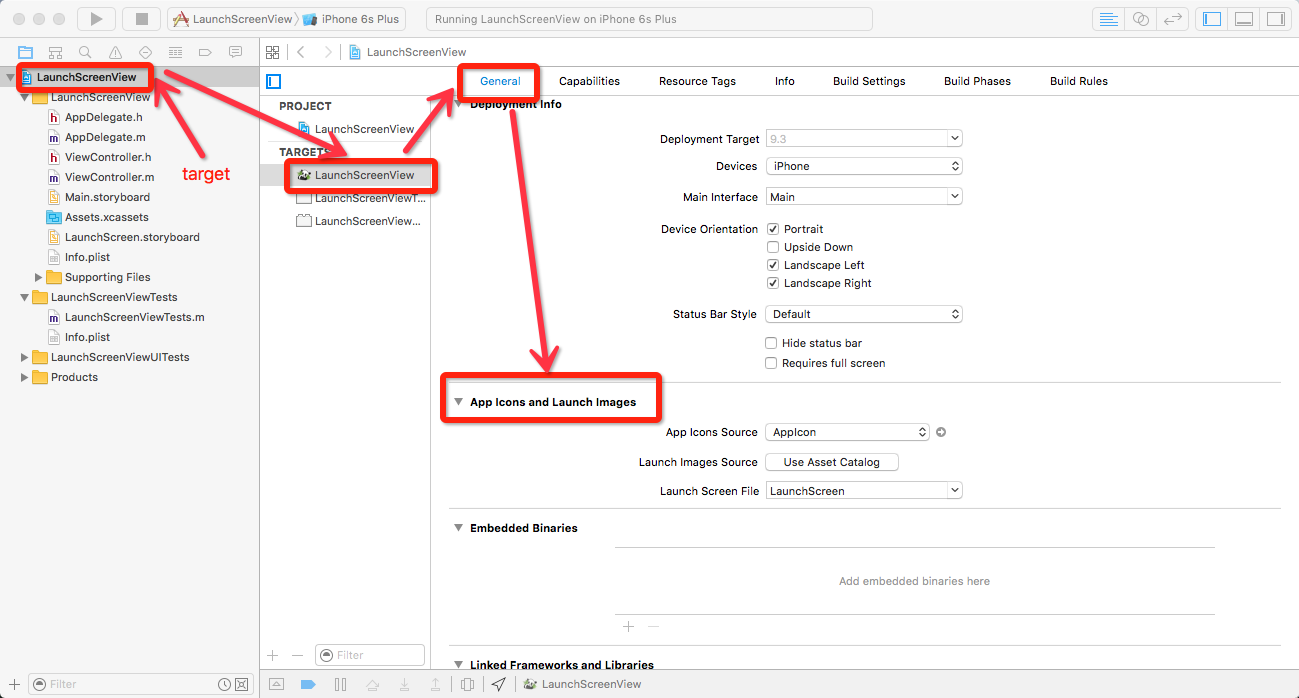 LaunchScreenView iPhone 6s Plus
Running LaunchScreenView on iPhone 6s Plus
LaunchScreenView
LaunchScreenView
LaunchScreenView
AppDelegate.h
AppDelegate.m
ViewController.h
ViewController.m
Main.storyboard
Assets.xcassets
LaunchScreen.storyboard
Info.plist
Supporting Files
LaunchScreenViewTests
LaunchScreenViewTests.m
Info.plist
LaunchScreenViewUITests
Products
target
Filter
PROJECT
LaunchScreenView
TARGETS
LaunchScreenView
LaunchScreenViewT...
LaunchScreenView...
Filter
General Capabilities Resource Tags Info Build Settings Build Phases Build Rules
Deployment Info
Deployment Target 9.3
Devices iPhone
Main Interface Main
Device Orientation Portrait
Upside Down
Landscape Left
Landscape Right
Status Bar Style Default
Hide status bar
Requires full screen
App Icons and Launch Images
App Icons Source AppIcon
Launch Images Source Use Asset Catalog
Launch Screen File LaunchScreen
Embedded Binaries
Add embedded binaries here
Linked Frameworks and Libraries
LaunchScreenView